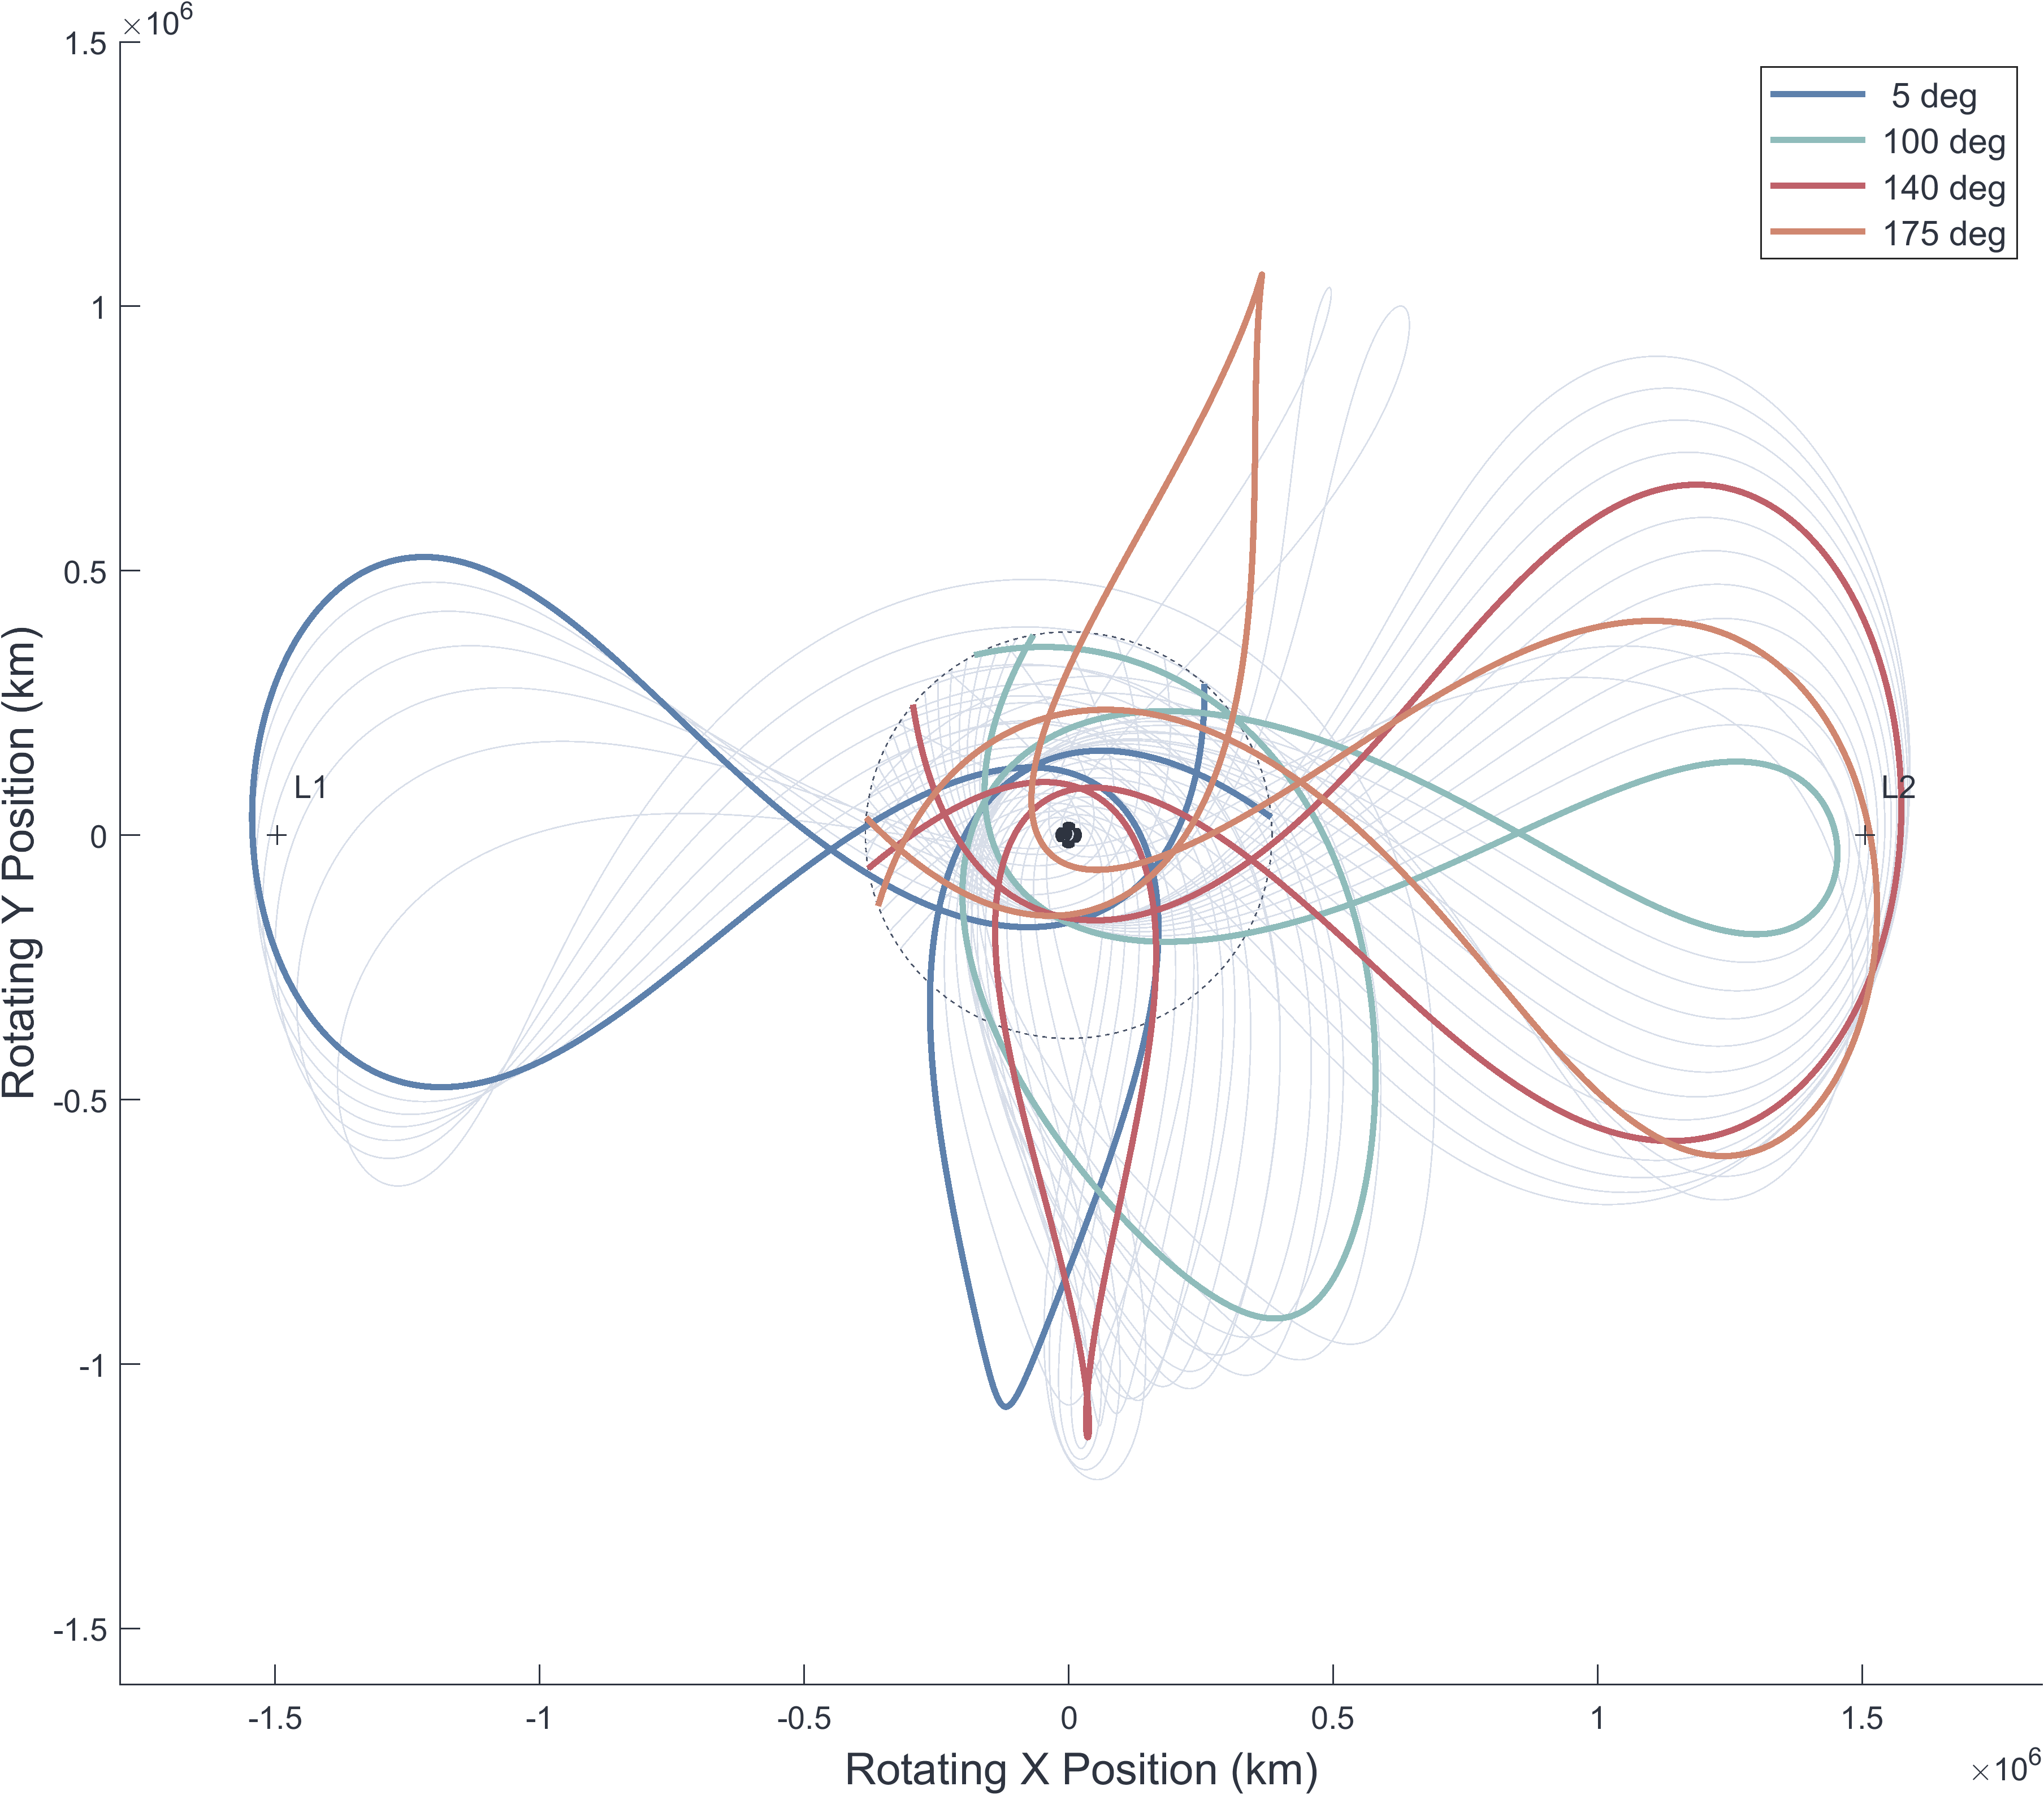 ×10⁶
1.5
1
0.5
0
-0.5
-1
-1.5
Rotating Y Position (km)
5 deg
100 deg
140 deg
175 deg
L1
L2
-1.5
-1
-0.5
0
0.5
1
1.5
Rotating X Position (km)
×10⁶